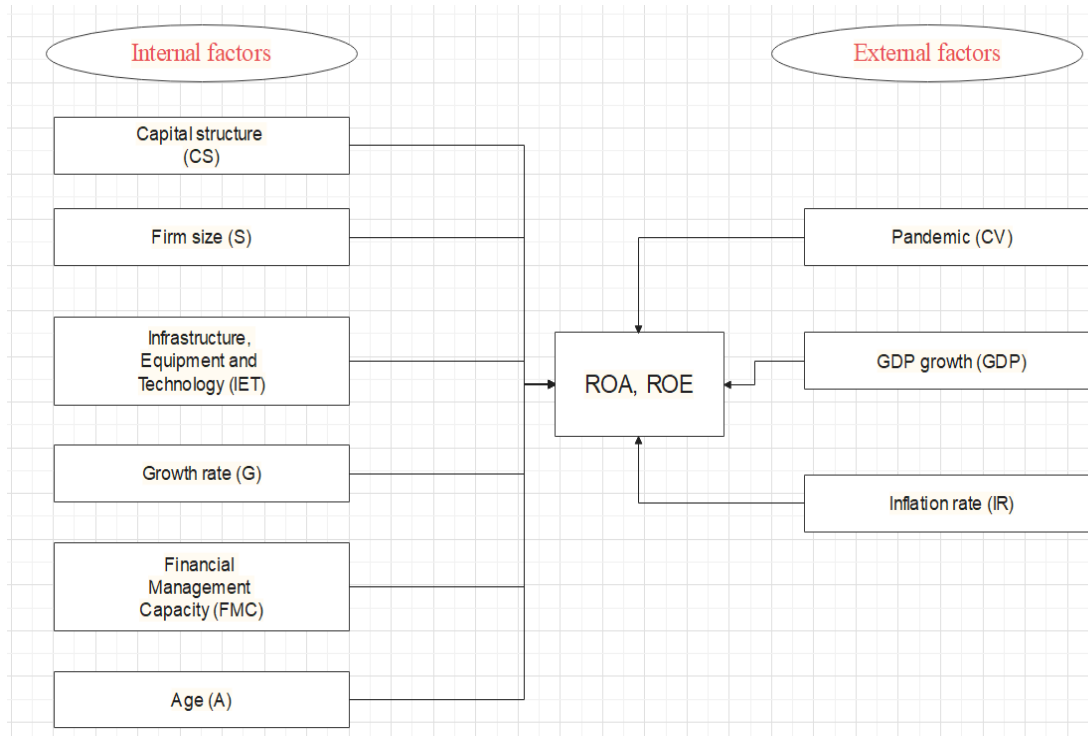 Internal factors
External factors
Capital structure
(CS)
Firm size (S)
Infrastructure,
Equipment and
Technology (IET)
Growth rate (G)
Financial
Management
Capacity (FMC)
Age (A)
ROA, ROE
Pandemic (CV)
GDP growth (GDP)
Inflation rate (IR)